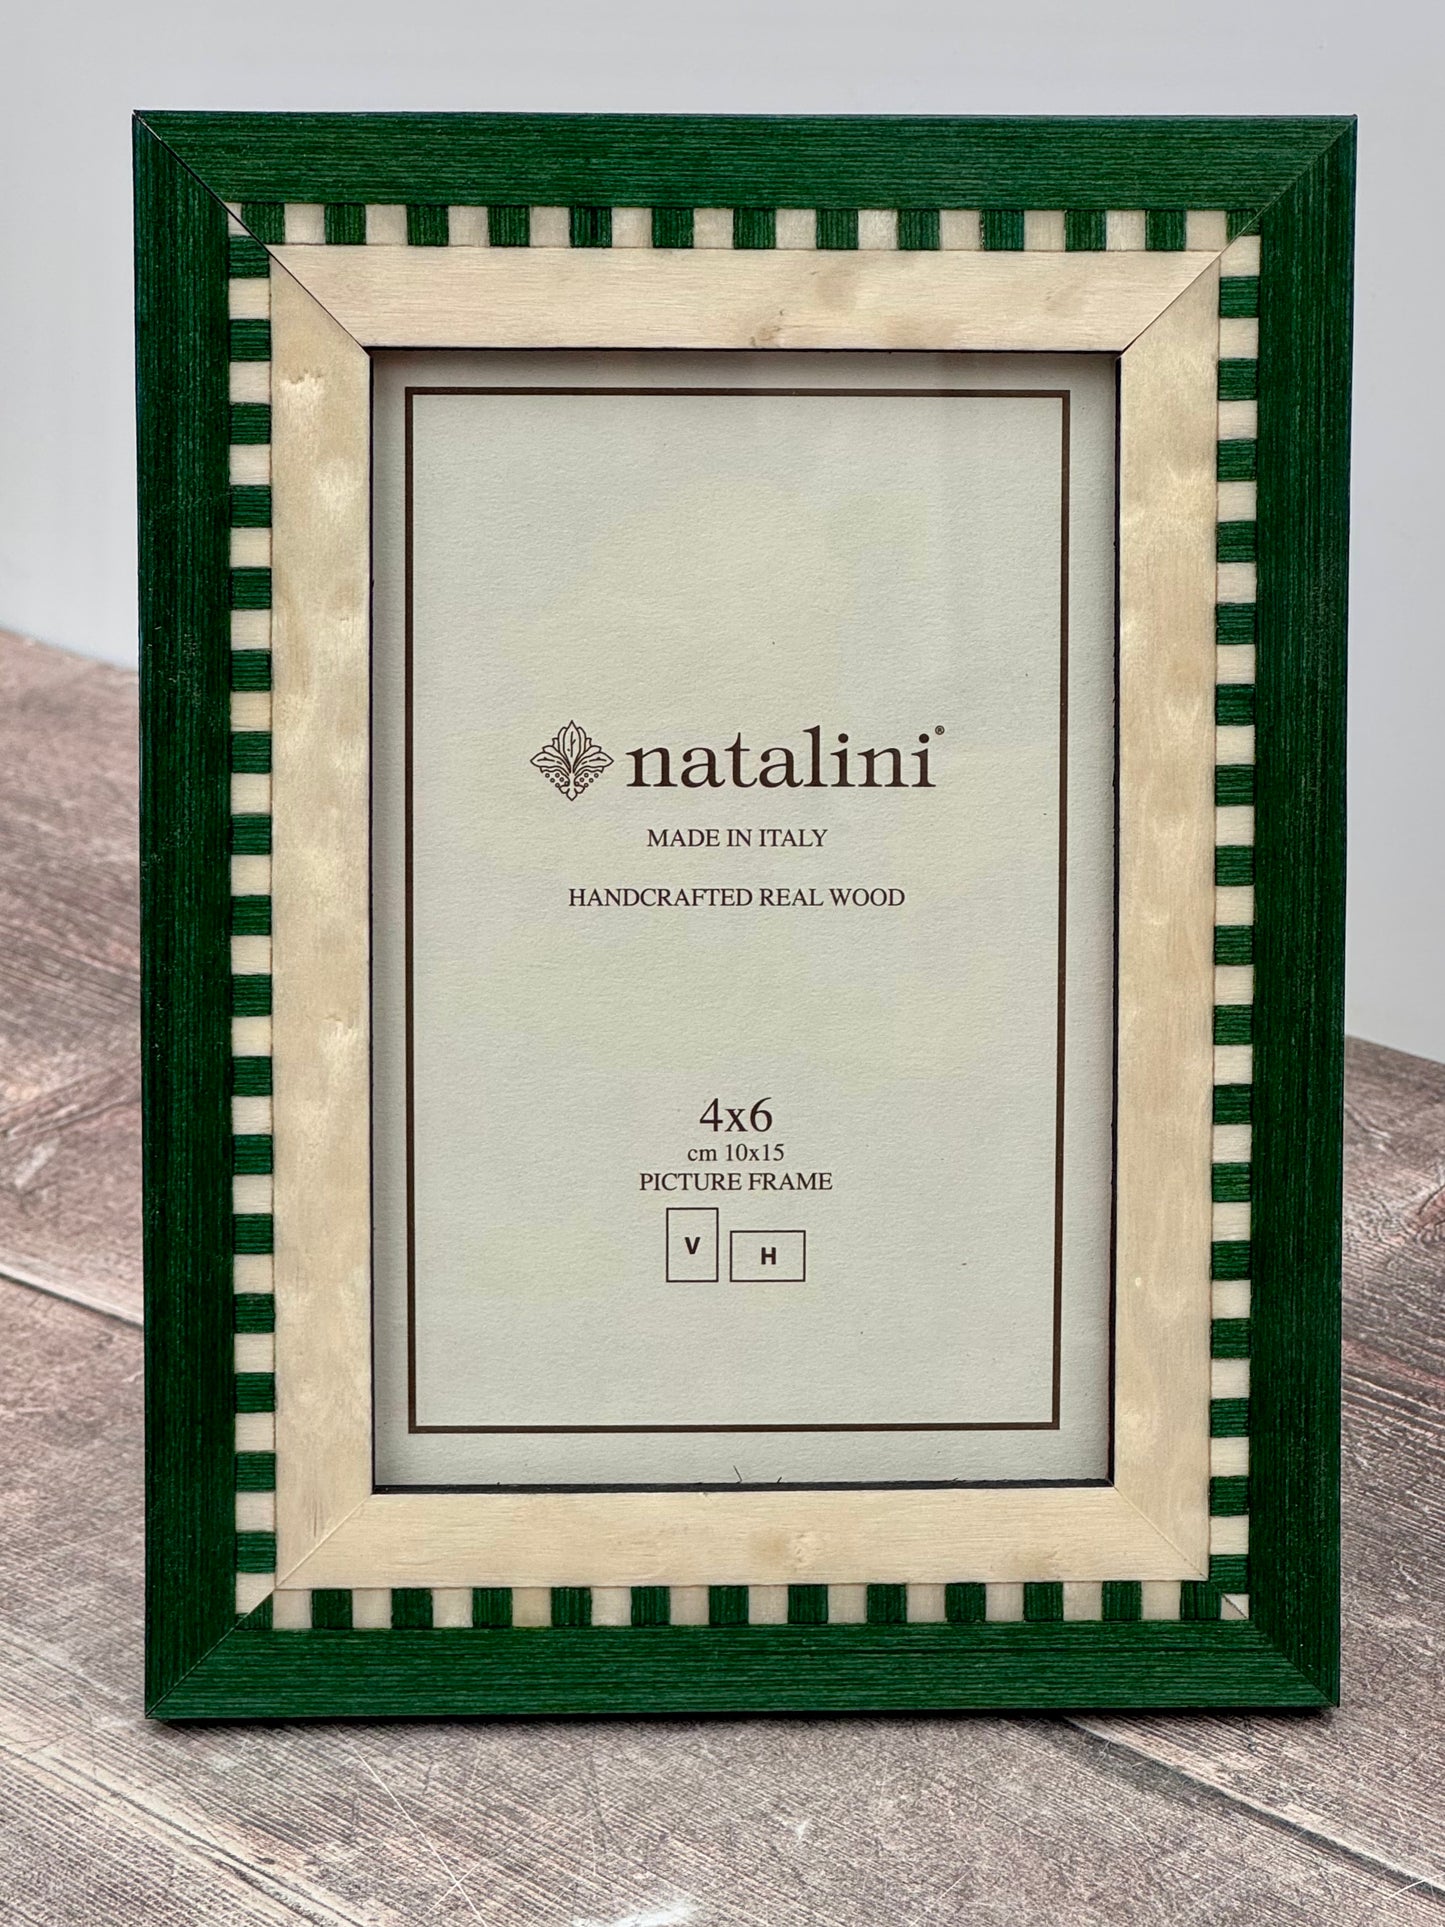 natalini®
MADE IN ITALY
HANDCRAFTED REAL WOOD
4x6
cm 10x15
PICTURE FRAME
V H